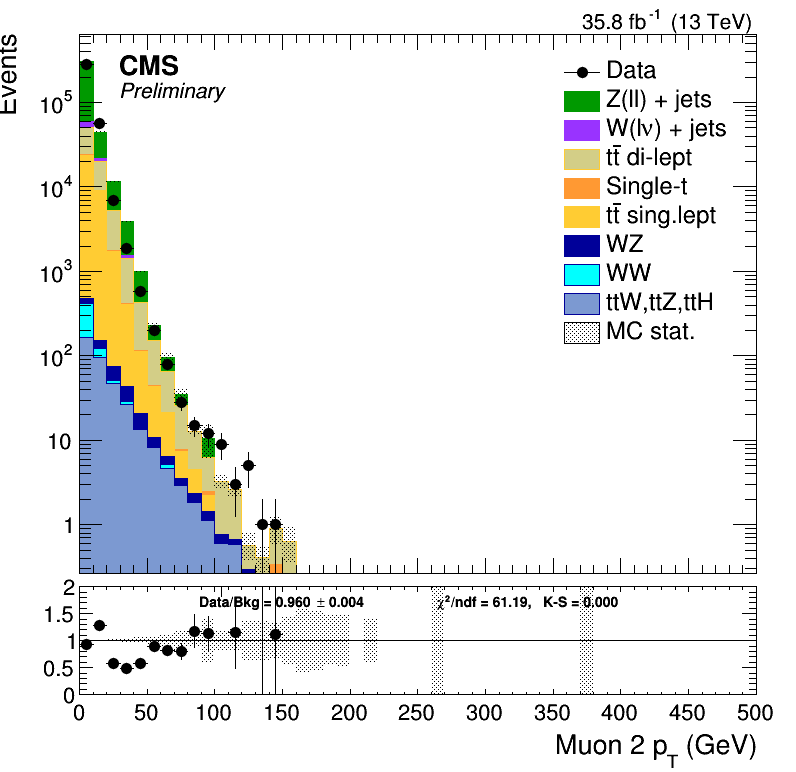 35.8 fb⁻¹ (13 TeV)
Events
CMS
Preliminary
Data
Z(ll) + jets
W(lν) + jets
tt̄ di-lept
Single-t
tt̄ sing.lept
WZ
WW
ttW,ttZ,ttH
MC stat.
10⁵
10⁴
10³
10²
10
1
2
1.5
1
0.5
0
Data/Bkg = 0.960 ± 0.004
χ²/ndf = 61.19, K-S = 0.000
0 50 100 150 200 250 300 350 400 450 500
Muon 2 p_T (GeV)